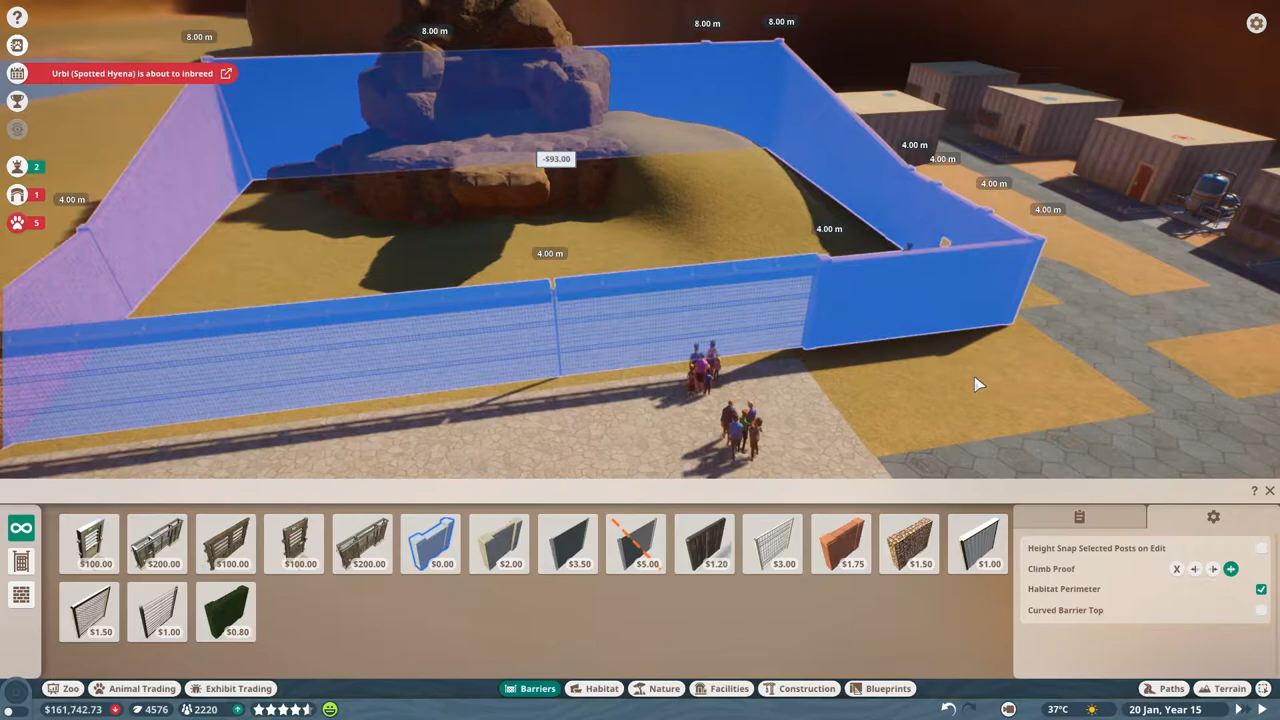 ?
8.00 m
8.00 m
8.00 m
8.00 m
Urbi (Spotted Hyena) is about to inbreed
4.00 m
4.00 m
-$93.00
2
4.00 m
1
4.00 m
4.00 m
5
4.00 m
4.00 m
4.00 m
? X
$100.00
$200.00
$100.00
$100.00
$200.00
$0.00
$2.00
$3.50
$5.00
$1.20
$3.00
$1.75
$1.50
$1.00
$1.50
$1.00
$0.80
Height Snap Selected Posts on Edit
Climb Proof X
Habitat Perimeter
Curved Barrier Top
Zoo
Animal Trading
Exhibit Trading
Barriers
Habitat
Nature
Facilities
Construction
Blueprints
Paths
Terrain
$161,742.73
4576
2220
37°C
20 Jan, Year 15